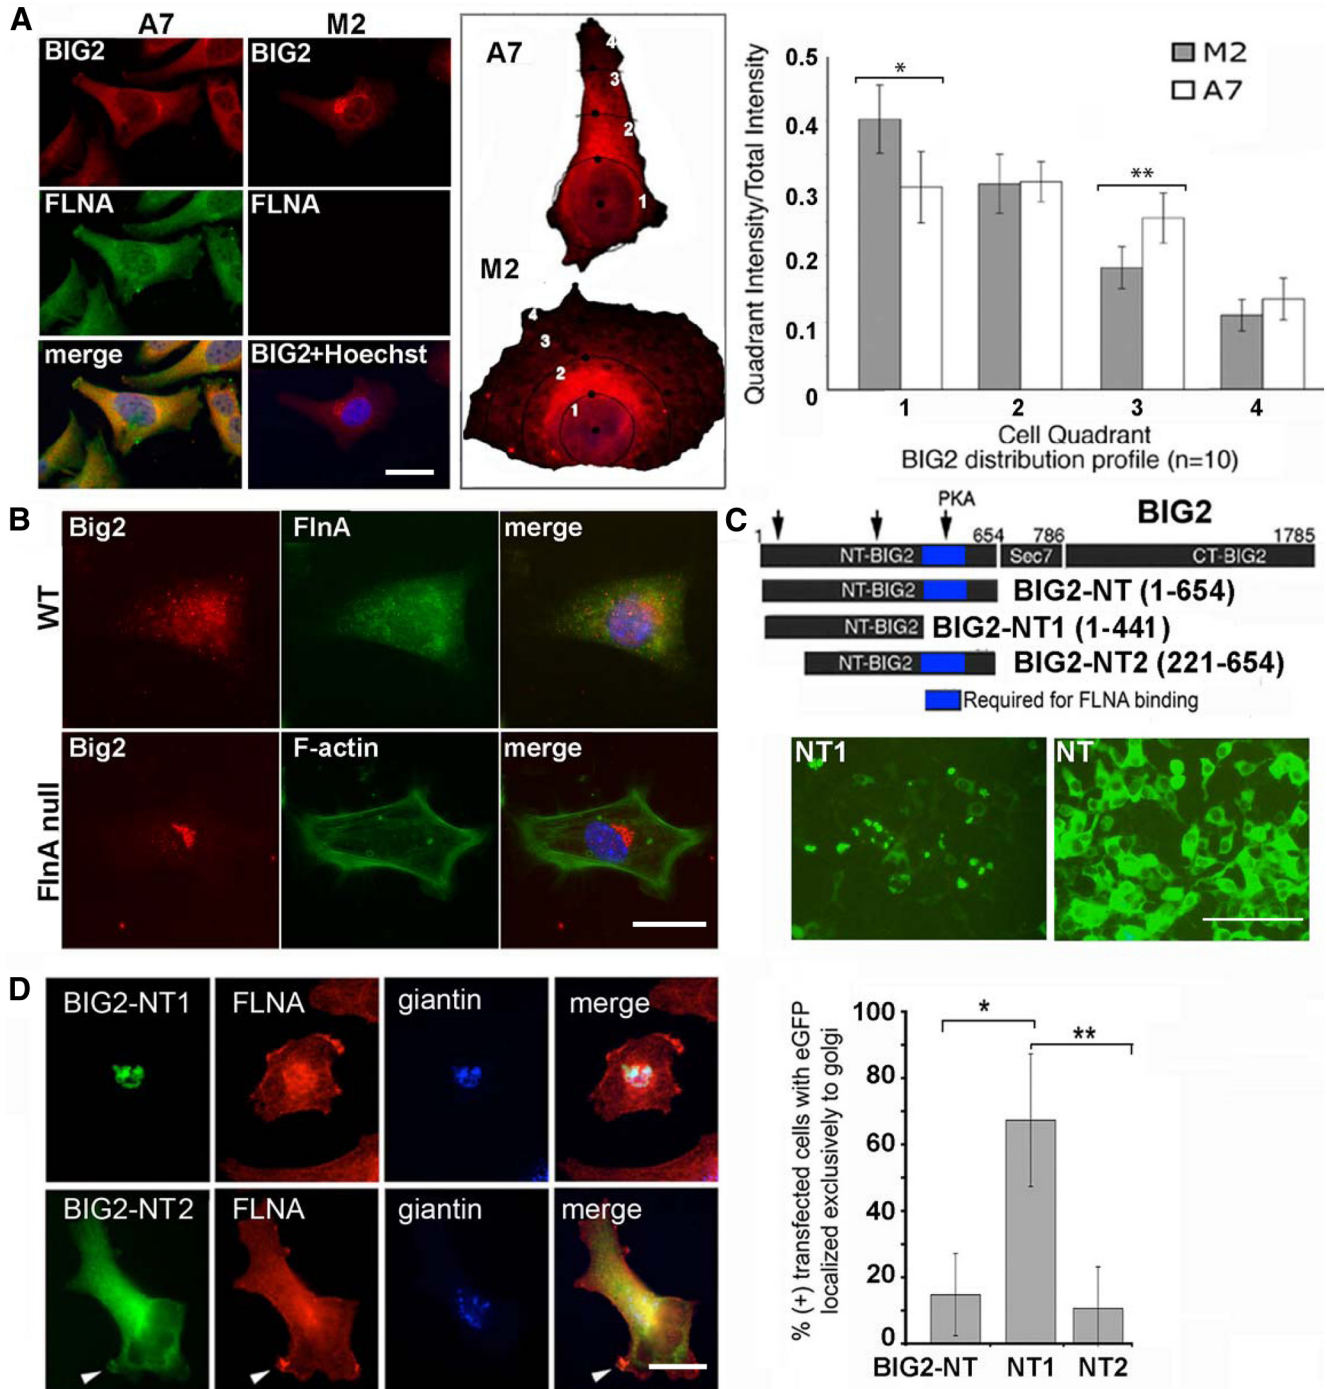 A
A7
M2
BIG2
BIG2
FLNA
FLNA
merge
BIG2+Hoechst
A7
4
3
2
1
M2
4
3
2
1
Quadrant Intensity/Total Intensity
0.5
0.4
0.3
0.2
0.1
0
*
**
M2
A7
1 2 3 4
Cell Quadrant
BIG2 distribution profile (n=10)
B
WT
Big2
FlnA
merge
FlnA null
Big2
F-actin
merge
C
PKA
BIG2
1 654 786 1785
NT-BIG2 Sec7 CT-BIG2
NT-BIG2 BIG2-NT (1-654)
NT-BIG2 BIG2-NT1 (1-441)
NT-BIG2 BIG2-NT2 (221-654)
Required for FLNA binding
NT1
NT
D
BIG2-NT1
FLNA
giantin
merge
BIG2-NT2
FLNA
giantin
merge
% (+) transfected cells with eGFP
localized exclusively to golgi
100
80
60
40
20
0
*
**
BIG2-NT NT1 NT2